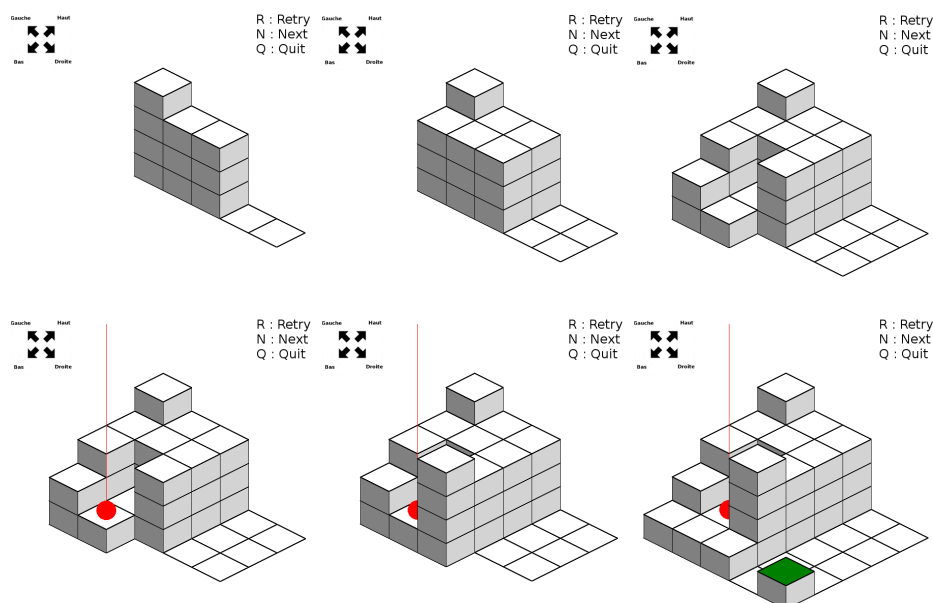 Gauche Haut
Bas Droite
R : Retry
N : Next
Q : Quit
Gauche Haut
Bas Droite
R : Retry
N : Next
Q : Quit
Gauche Haut
Bas Droite
R : Retry
N : Next
Q : Quit
Gauche Haut
Bas Droite
R : Retry
N : Next
Q : Quit
Gauche Haut
Bas Droite
R : Retry
N : Next
Q : Quit
Gauche Haut
Bas Droite
R : Retry
N : Next
Q : Quit